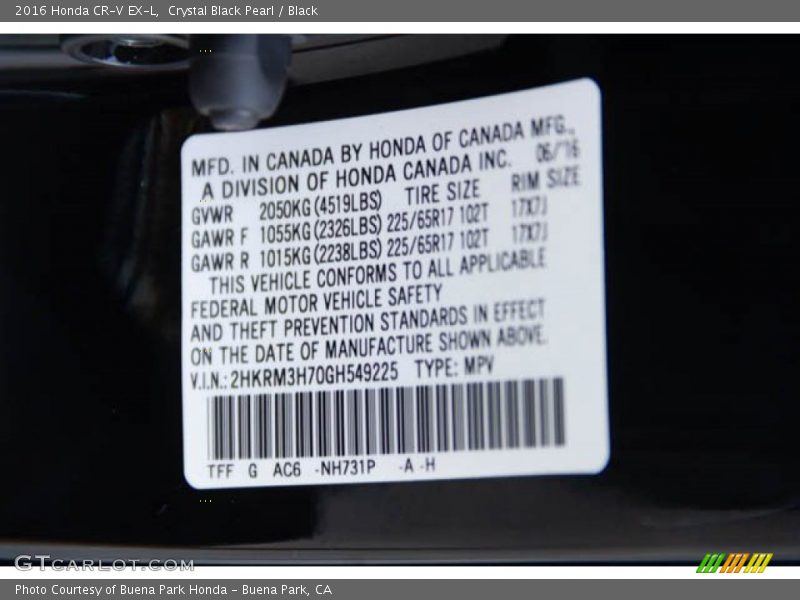 2016 Honda CR-V EX-L, Crystal Black Pearl / Black
MFD. IN CANADA BY HONDA OF CANADA MFG.,
A DIVISION OF HONDA CANADA INC. 06/16
GVWR 2050KG (4519LBS) TIRE SIZE RIM SIZE
GAWR F 1055KG (2326LBS) 225/65R17 102T 17X7J
GAWR R 1015KG (2238LBS) 225/65R17 102T 17X7J
THIS VEHICLE CONFORMS TO ALL APPLICABLE
FEDERAL MOTOR VEHICLE SAFETY
AND THEFT PREVENTION STANDARDS IN EFFECT
ON THE DATE OF MANUFACTURE SHOWN ABOVE.
V.I.N.: 2HKRM3H70GH549225 TYPE: MPV
TFF G AC6 -NH731P -A -H
GTCARLOT.COM
Photo Courtesy of Buena Park Honda - Buena Park, CA